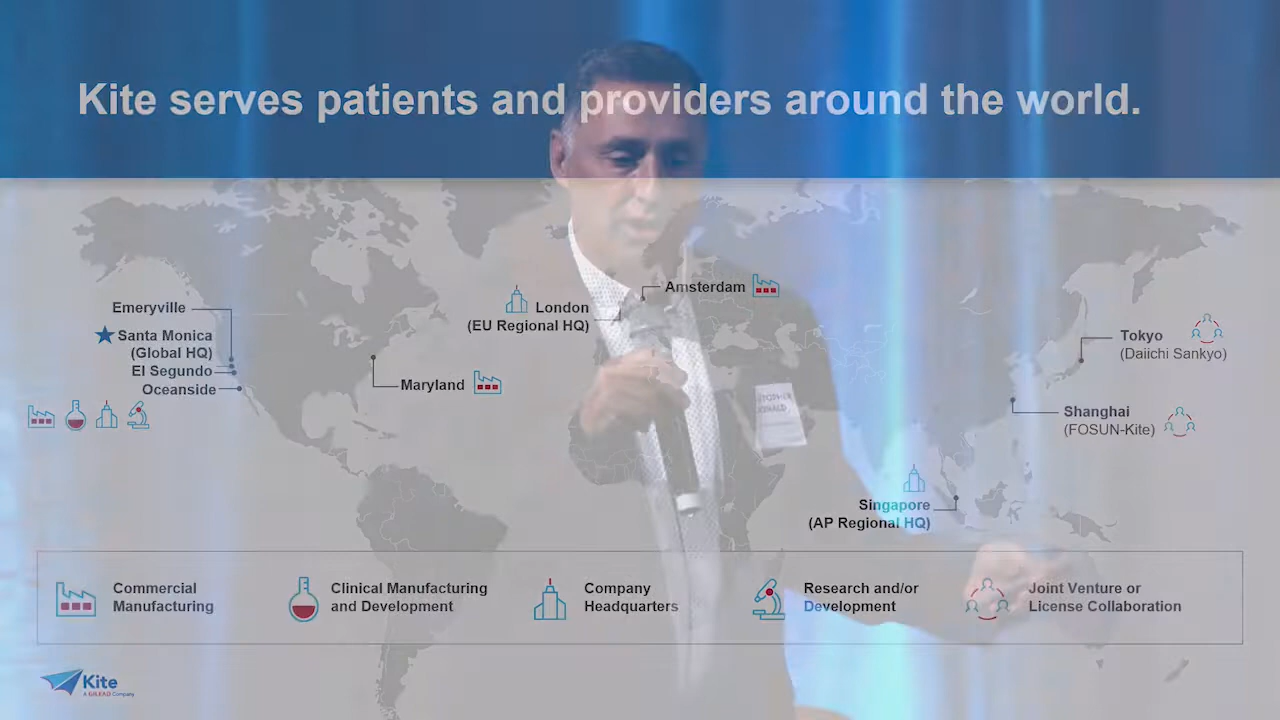 Kite serves patients and providers around the world.
Emeryville
Santa Monica
(Global HQ)
El Segundo
Oceanside
Maryland
London
(EU Regional HQ)
Amsterdam
Tokyo
(Daiichi Sankyo)
Shanghai
(FOSUN-Kite)
Singapore
(AP Regional HQ)
Commercial
Manufacturing
Clinical Manufacturing
and Development
Company
Headquarters
Research and/or
Development
Joint Venture or
License Collaboration
Kite
A GILEAD Company